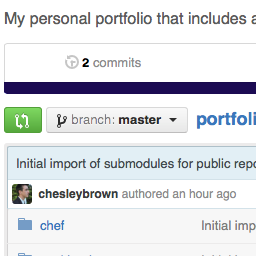 My personal portfolio that includes a
2 commits
branch: master portfoli
Initial import of submodules for public repo
chesleybrown authored an hour ago
chef Initial imp